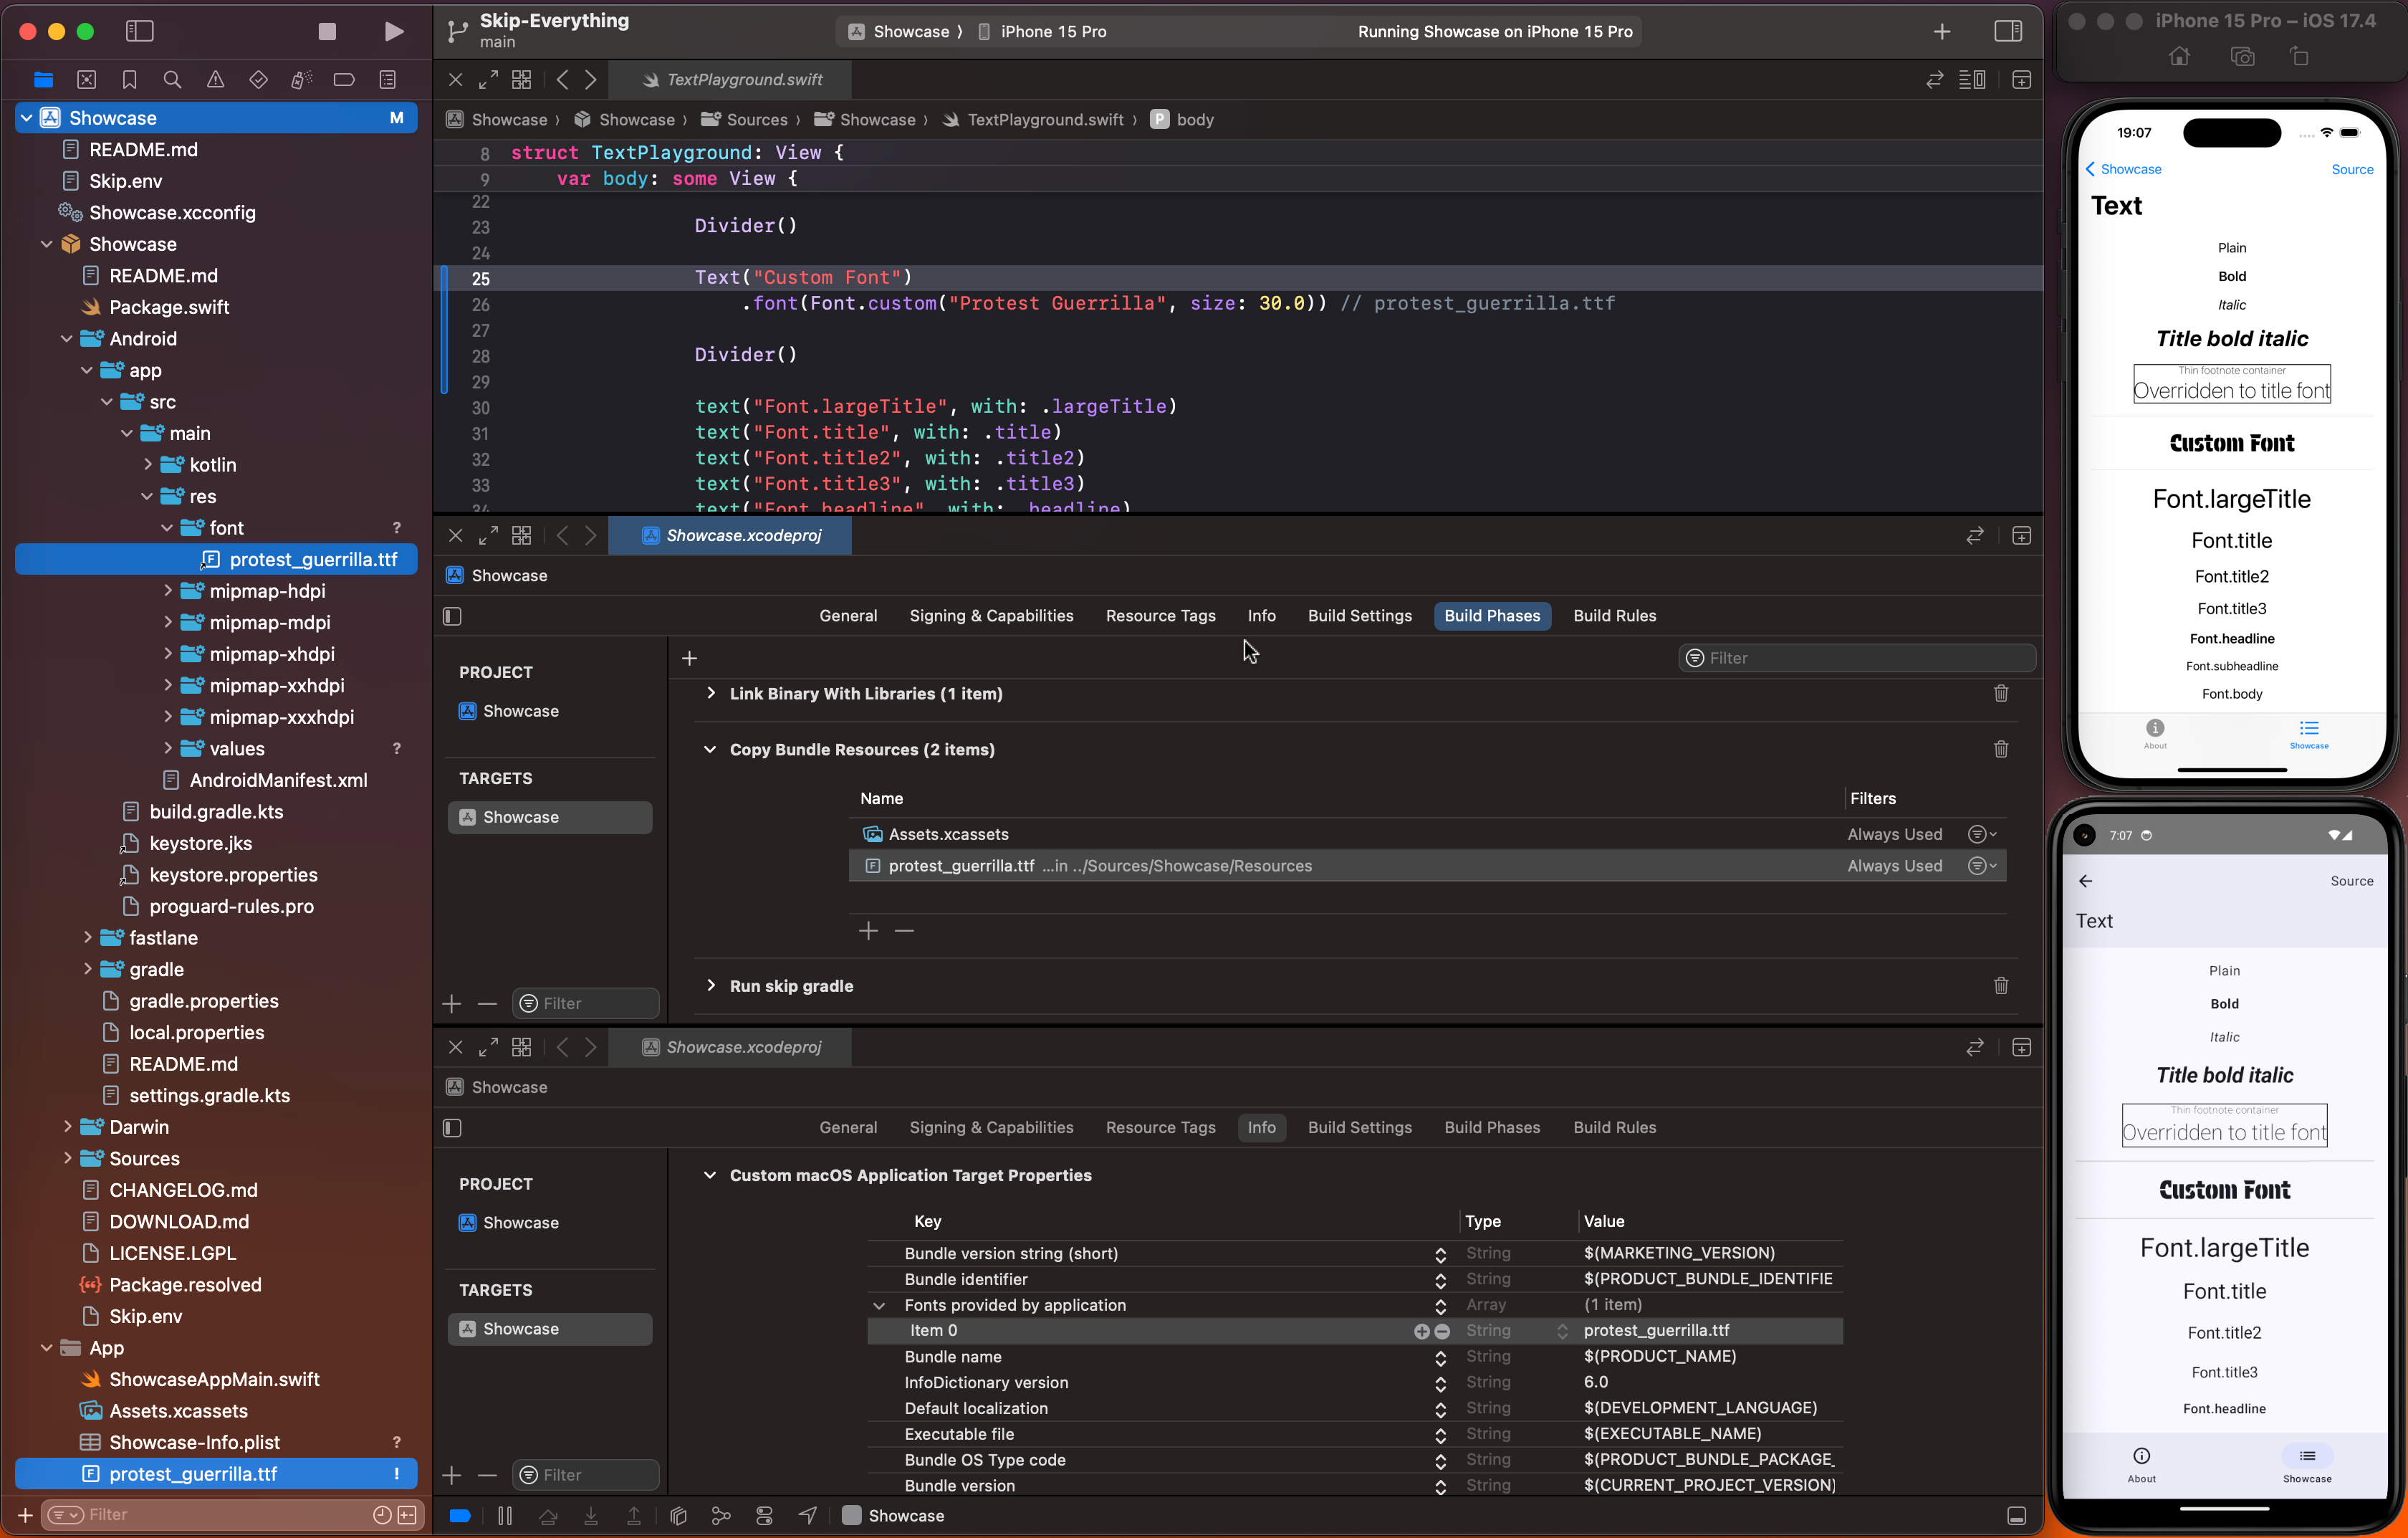 Skip-Everything
main
Showcase
iPhone 15 Pro
Running Showcase on iPhone 15 Pro
Showcase
M
README.md
Skip.env
Showcase.xcconfig
Showcase
README.md
Package.swift
Android
app
src
main
kotlin
res
font
?
protest_guerrilla.ttf
mipmap-hdpi
mipmap-mdpi
mipmap-xhdpi
mipmap-xxhdpi
mipmap-xxxhdpi
values
?
AndroidManifest.xml
build.gradle.kts
keystore.jks
keystore.properties
proguard-rules.pro
fastlane
gradle
gradle.properties
local.properties
README.md
settings.gradle.kts
Darwin
Sources
CHANGELOG.md
DOWNLOAD.md
LICENSE.LGPL
Package.resolved
Skip.env
App
ShowcaseAppMain.swift
Assets.xcassets
Showcase-Info.plist
?
protest_guerrilla.ttf
!
Filter
TextPlayground.swift
Showcase 〉 Showcase 〉 Sources 〉 Showcase 〉 TextPlayground.swift 〉 P body
8 struct TextPlayground: View {
9 var body: some View {
22
23 Divider()
24
25 Text("Custom Font")
26 .font(Font.custom("Protest Guerrilla", size: 30.0)) // protest_guerrilla.ttf
27
28 Divider()
29
30 text("Font.largeTitle", with: .largeTitle)
31 text("Font.title", with: .title)
32 text("Font.title2", with: .title2)
33 text("Font.title3", with: .title3)
34 text("Font.headline", with: .headline)
Showcase.xcodeproj
Showcase
General Signing & Capabilities Resource Tags Info Build Settings Build Phases Build Rules
PROJECT
Showcase
TARGETS
Showcase
Filter
Filter
Link Binary With Libraries (1 item)
Copy Bundle Resources (2 items)
Name Filters
Assets.xcassets Always Used
protest_guerrilla.ttf ...in ../Sources/Showcase/Resources Always Used
Run skip gradle
Showcase.xcodeproj
Showcase
General Signing & Capabilities Resource Tags Info Build Settings Build Phases Build Rules
PROJECT
Showcase
TARGETS
Showcase
Filter
Custom macOS Application Target Properties
Key Type Value
Bundle version string (short) String $(MARKETING_VERSION)
Bundle identifier String $(PRODUCT_BUNDLE_IDENTIFIE
Fonts provided by application Array (1 item)
Item 0 String protest_guerrilla.ttf
Bundle name String $(PRODUCT_NAME)
InfoDictionary version String 6.0
Default localization String $(DEVELOPMENT_LANGUAGE)
Executable file String $(EXECUTABLE_NAME)
Bundle OS Type code String $(PRODUCT_BUNDLE_PACKAGE_
Bundle version String $(CURRENT_PROJECT_VERSION)
Showcase
iPhone 15 Pro – iOS 17.4
19:07
Showcase
Source
Text
Plain
Bold
Italic
Title bold italic
Thin footnote container
Overridden to title font
Custom Font
Font.largeTitle
Font.title
Font.title2
Font.title3
Font.headline
Font.subheadline
Font.body
About
Showcase
7:07
Source
Text
Plain
Bold
Italic
Title bold italic
Thin footnote container
Overridden to title font
Custom Font
Font.largeTitle
Font.title
Font.title2
Font.title3
Font.headline
About
Showcase